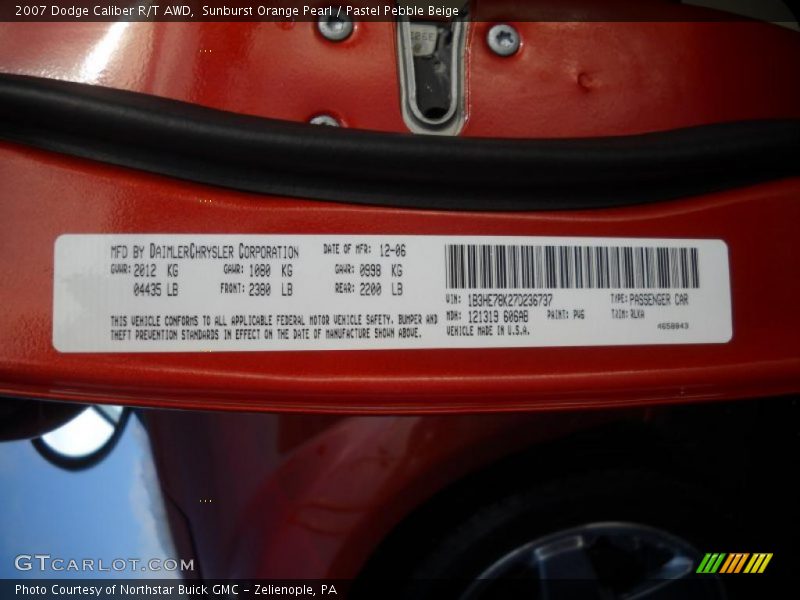 2007 Dodge Caliber R/T AWD, Sunburst Orange Pearl / Pastel Pebble Beige
MFD BY DAIMLERCHRYSLER CORPORATION DATE OF MFR: 12-06
GVWR: 2012 KG GAWR: 1080 KG GAWR: 0998 KG
04435 LB FRONT: 2380 LB REAR: 2200 LB
VIN: 1B3HE78K27D236737 TYPE: PASSENGER CAR
MDH: 121319 606AB PAINT: PV6 TRIM: RLKA
VEHICLE MADE IN U.S.A. 4658843
THIS VEHICLE CONFORMS TO ALL APPLICABLE FEDERAL MOTOR VEHICLE SAFETY, BUMPER AND
THEFT PREVENTION STANDARDS IN EFFECT ON THE DATE OF MANUFACTURE SHOWN ABOVE.
GTCARLOT.COM
Photo Courtesy of Northstar Buick GMC - Zelienople, PA